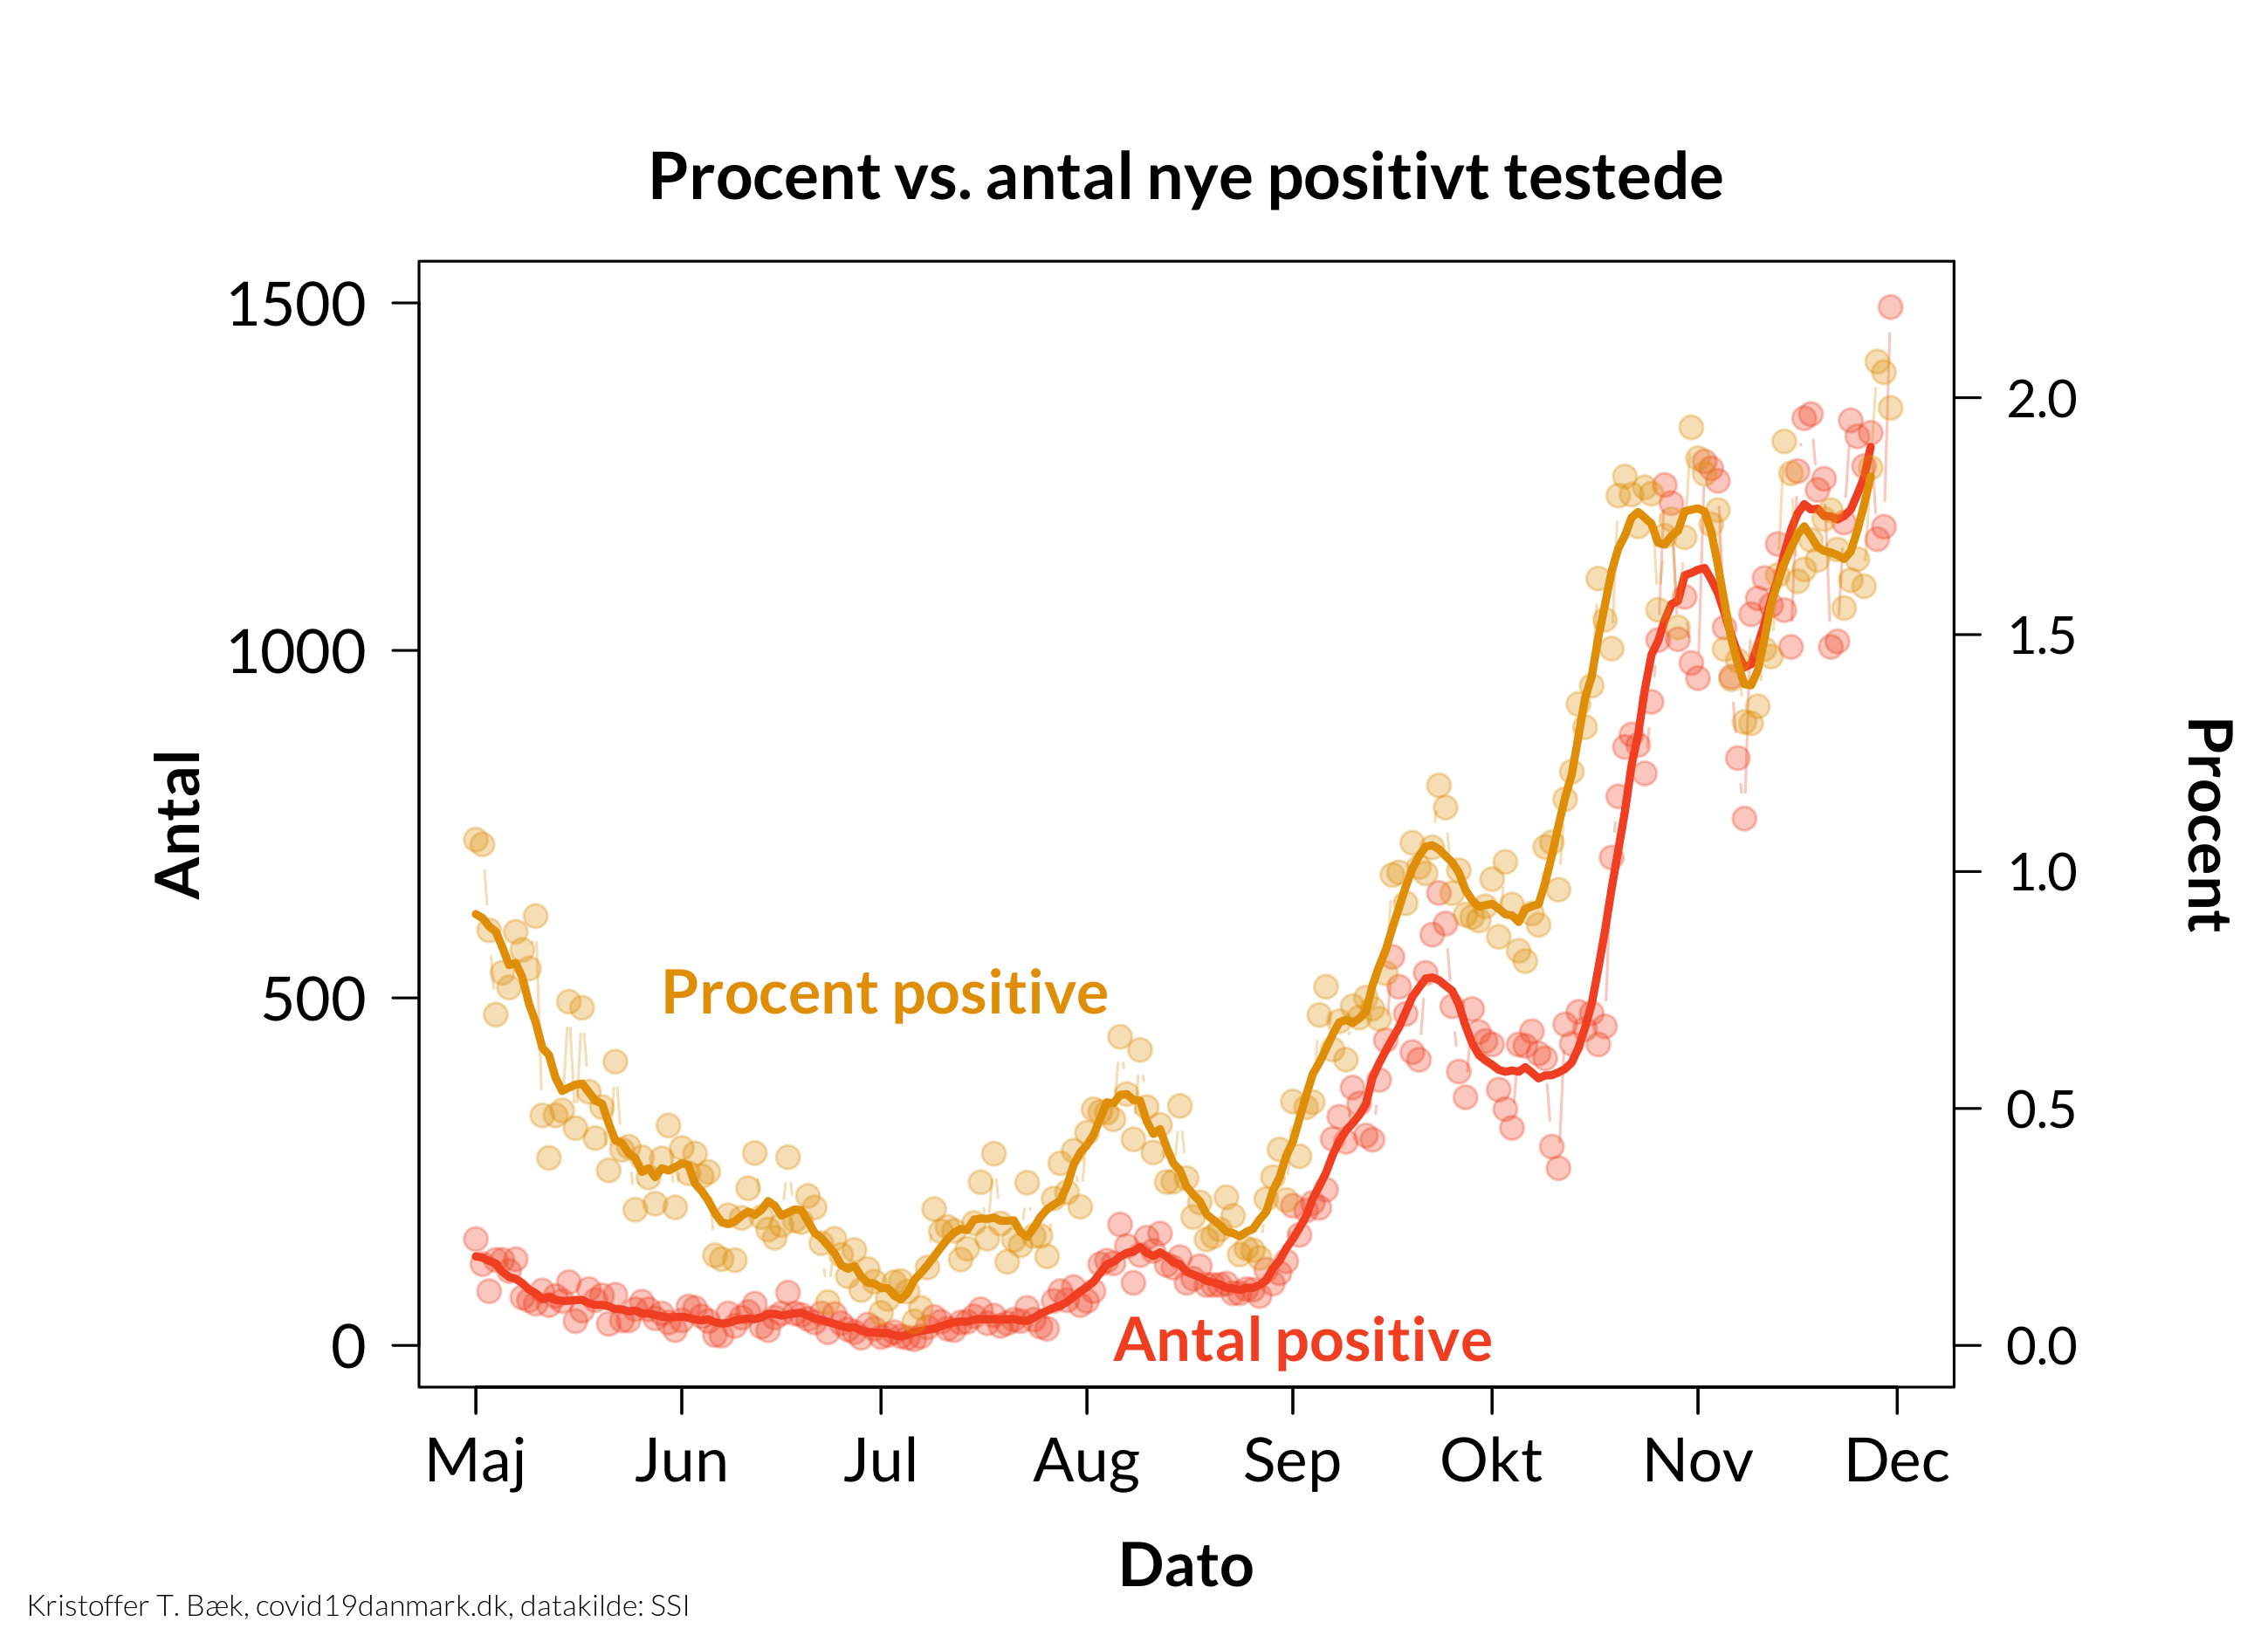 Procent vs. antal nye positivt testede
1500
1000
500
0
Antal
2.0
1.5
1.0
0.5
0.0
Procent
Procent positive
Antal positive
Maj Jun Jul Aug Sep Okt Nov Dec
Dato
Kristoffer T. Bæk, covid19danmark.dk, datakilde: SSI